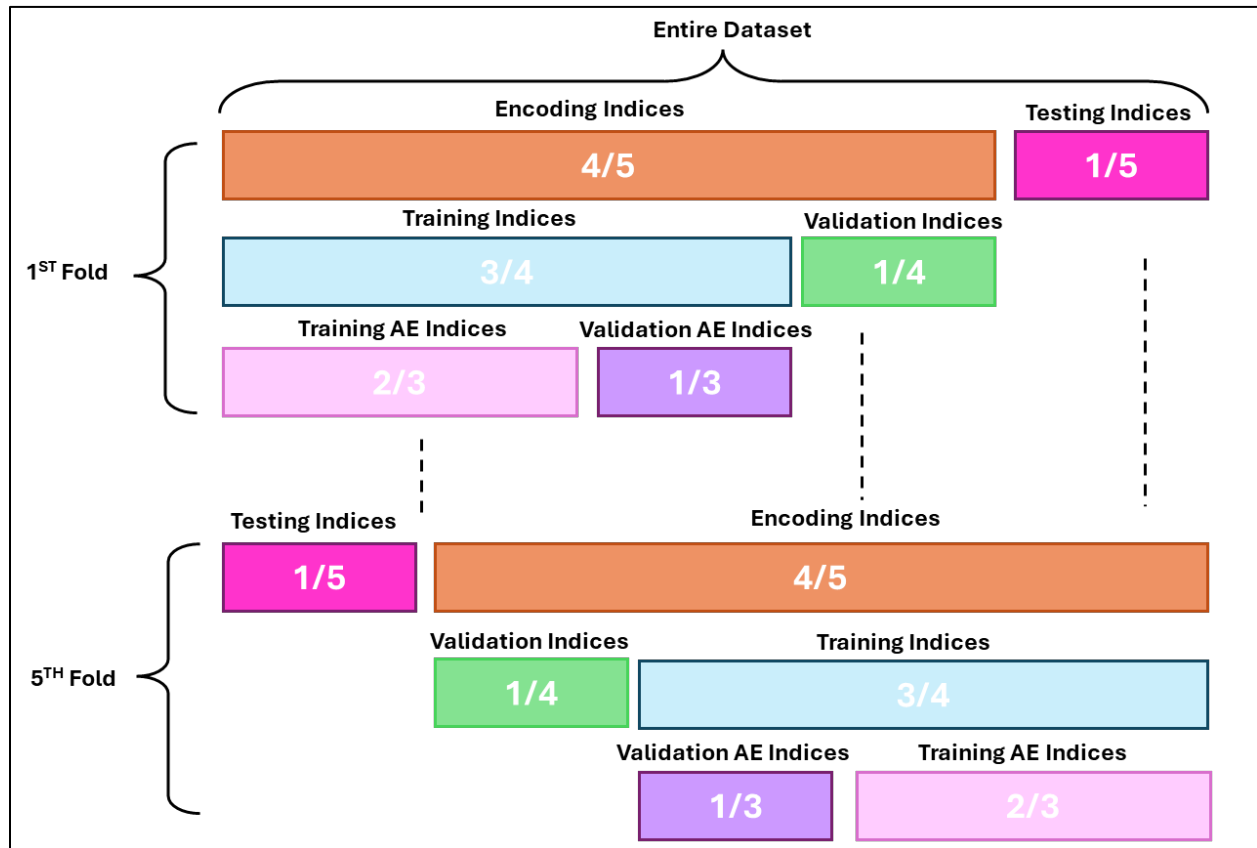 Entire Dataset
Encoding Indices
Testing Indices
4/5
1/5
Training Indices
Validation Indices
3/4
1/4
1ST Fold
Training AE Indices
Validation AE Indices
2/3
1/3
Testing Indices
Encoding Indices
1/5
4/5
Validation Indices
Training Indices
5TH Fold
1/4
3/4
Validation AE Indices
Training AE Indices
1/3
2/3